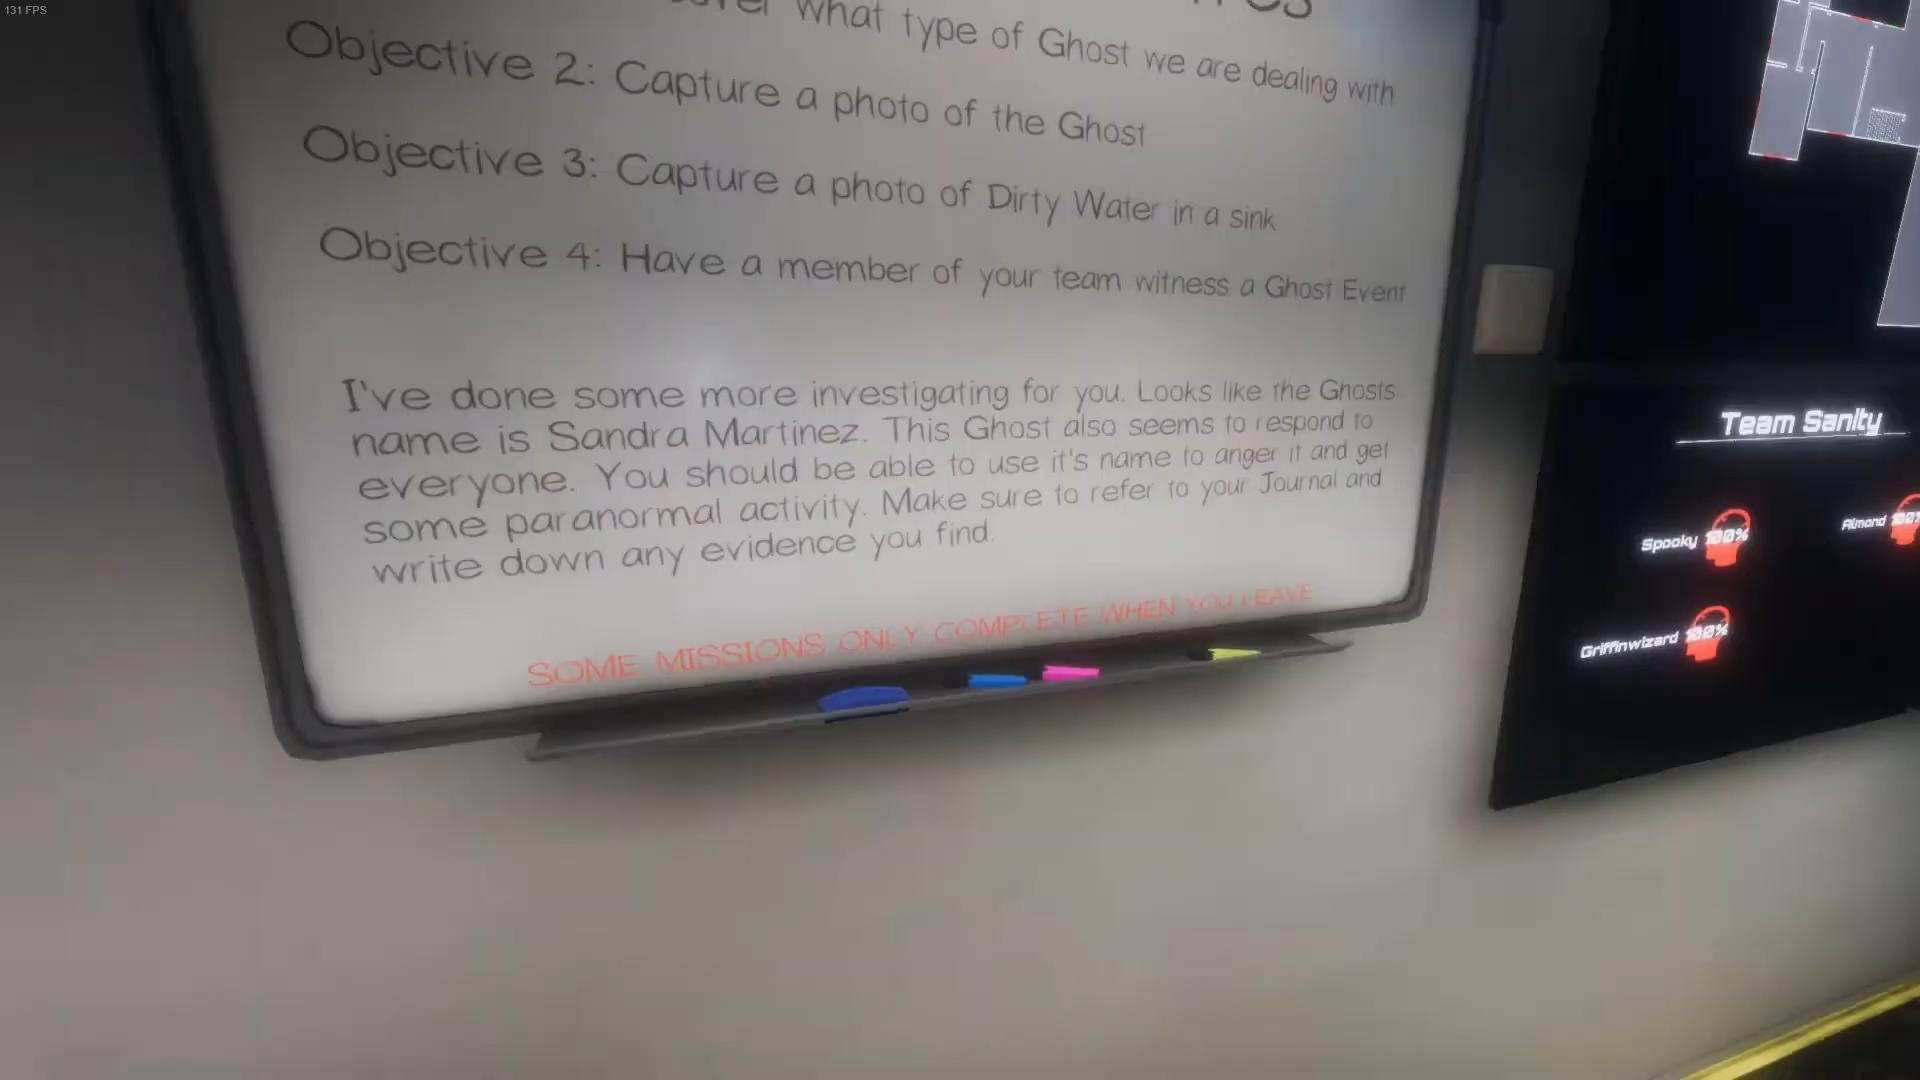 131 FPS
what type of Ghost we are dealing with
Objective 2: Capture a photo of the Ghost
Objective 3: Capture a photo of Dirty Water in a sink
Objective 4: Have a member of your team witness a Ghost Event
I've done some more investigating for you. Looks like the Ghosts
name is Sandra Martinez. This Ghost also seems to respond to
everyone. You should be able to use it's name to anger it and get
some paranormal activity. Make sure to refer to your Journal and
write down any evidence you find.
SOME MISSIONS ONLY COMPLETE WHEN YOU LEAVE
Team Sanity
Spooky 100%
Almond 100%
Griffinwizard 100%